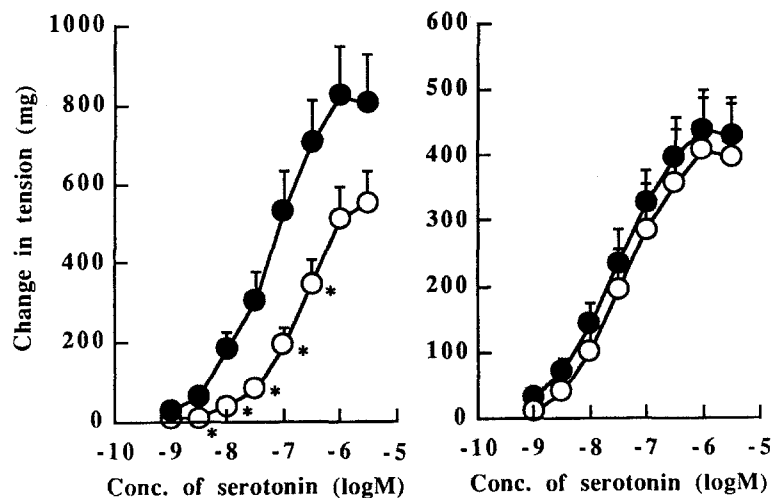 Change in tension (mg)
1000
800
600
400
200
0
-10 -9 -8 -7 -6 -5
Conc. of serotonin (logM)
* * * * *
600
500
400
300
200
100
0
-10 -9 -8 -7 -6 -5
Conc. of serotonin (logM)